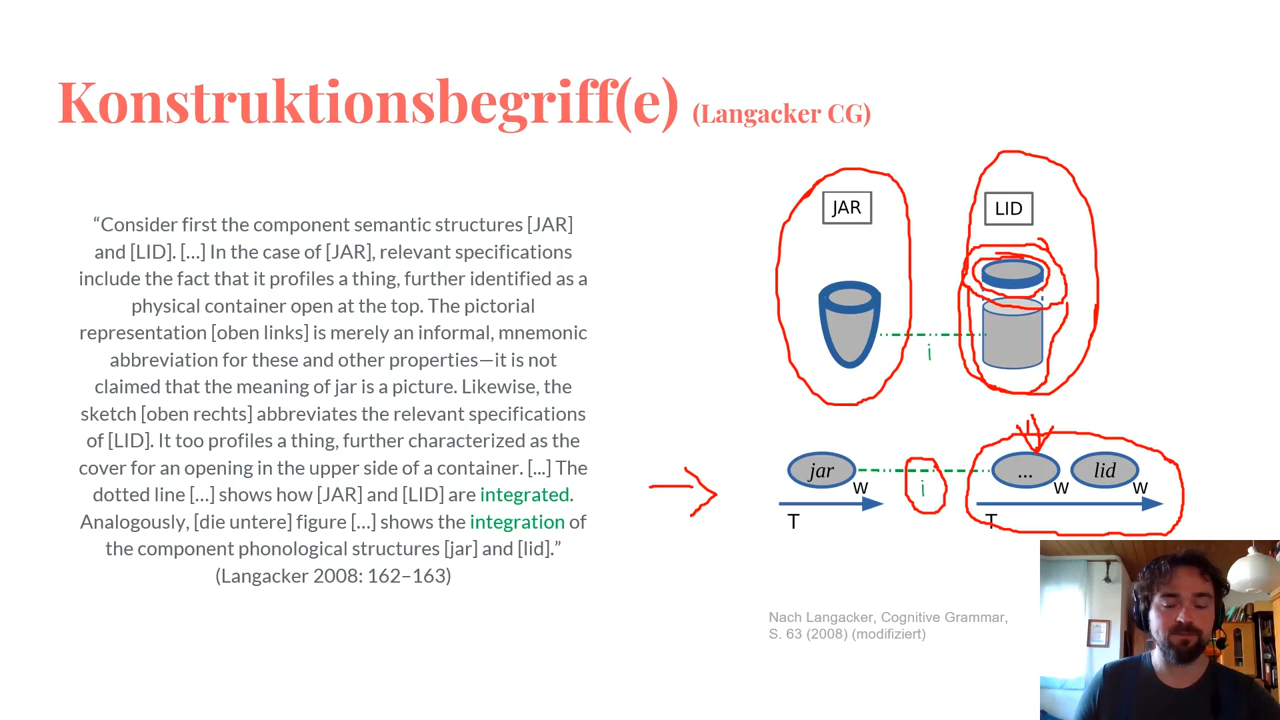 Konstruktionsbegriff(e) (Langacker CG)
“Consider first the component semantic structures [JAR]
and [LID]. [...] In the case of [JAR], relevant specifications
include the fact that it profiles a thing, further identified as a
physical container open at the top. The pictorial
representation [oben links] is merely an informal, mnemonic
abbreviation for these and other properties—it is not
claimed that the meaning of jar is a picture. Likewise, the
sketch [oben rechts] abbreviates the relevant specifications
of [LID]. It too profiles a thing, further characterized as the
cover for an opening in the upper side of a container. [...] The
dotted line [...] shows how [JAR] and [LID] are integrated.
Analogously, [die untere] figure [...] shows the integration of
the component phonological structures [jar] and [lid].”
(Langacker 2008: 162–163)
JAR
LID
i
jar
W
i
...
W
lid
W
T
T
Nach Langacker, Cognitive Grammar,
S. 63 (2008) (modifiziert)